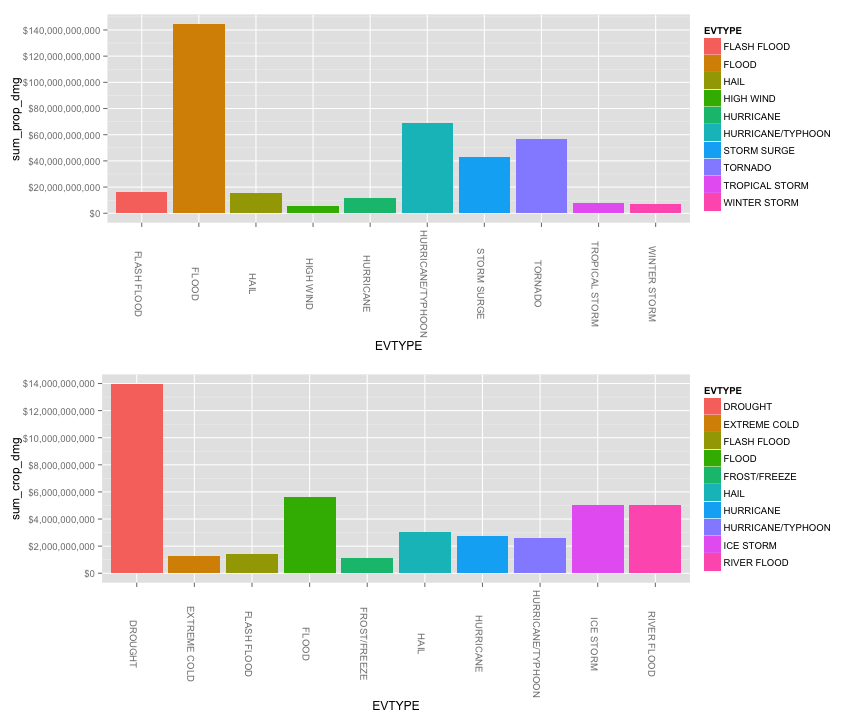 sum_prop_dmg
$140,000,000,000
$120,000,000,000
$100,000,000,000
$80,000,000,000
$60,000,000,000
$40,000,000,000
$20,000,000,000
$0
FLASH FLOOD
FLOOD
HAIL
HIGH WIND
HURRICANE
HURRICANE/TYPHOON
STORM SURGE
TORNADO
TROPICAL STORM
WINTER STORM
EVTYPE
EVTYPE
FLASH FLOOD
FLOOD
HAIL
HIGH WIND
HURRICANE
HURRICANE/TYPHOON
STORM SURGE
TORNADO
TROPICAL STORM
WINTER STORM
sum_crop_dmg
$14,000,000,000
$12,000,000,000
$10,000,000,000
$8,000,000,000
$6,000,000,000
$4,000,000,000
$2,000,000,000
$0
DROUGHT
EXTREME COLD
FLASH FLOOD
FLOOD
FROST/FREEZE
HAIL
HURRICANE
HURRICANE/TYPHOON
ICE STORM
RIVER FLOOD
EVTYPE
EVTYPE
DROUGHT
EXTREME COLD
FLASH FLOOD
FLOOD
FROST/FREEZE
HAIL
HURRICANE
HURRICANE/TYPHOON
ICE STORM
RIVER FLOOD